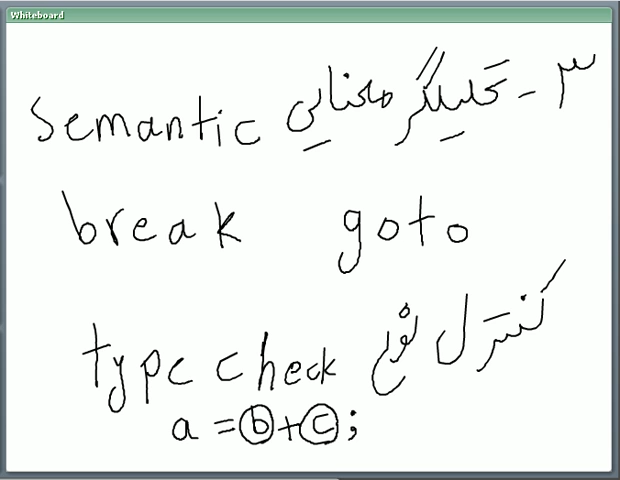 Whiteboard
۳ - تحلیلگر معنایی semantic
break goto
کنترل نوع type check
a = b + c ;